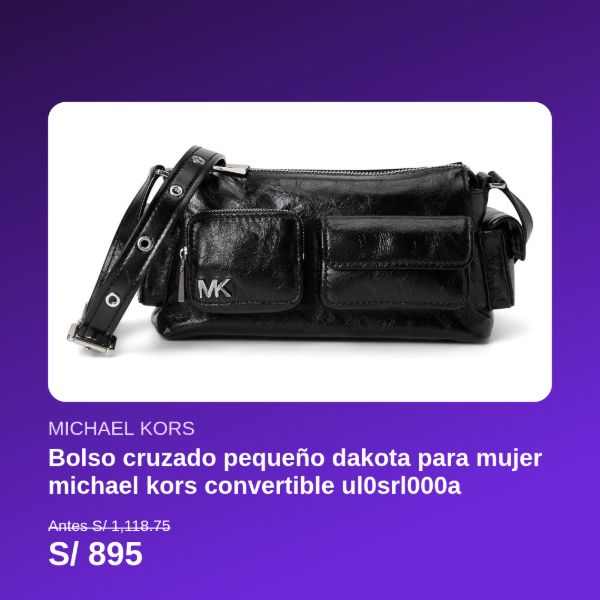 MK
MICHAEL KORS
Bolso cruzado pequeño dakota para mujer
michael kors convertible ul0srl000a
Antes S/ 1,118.75
S/ 895